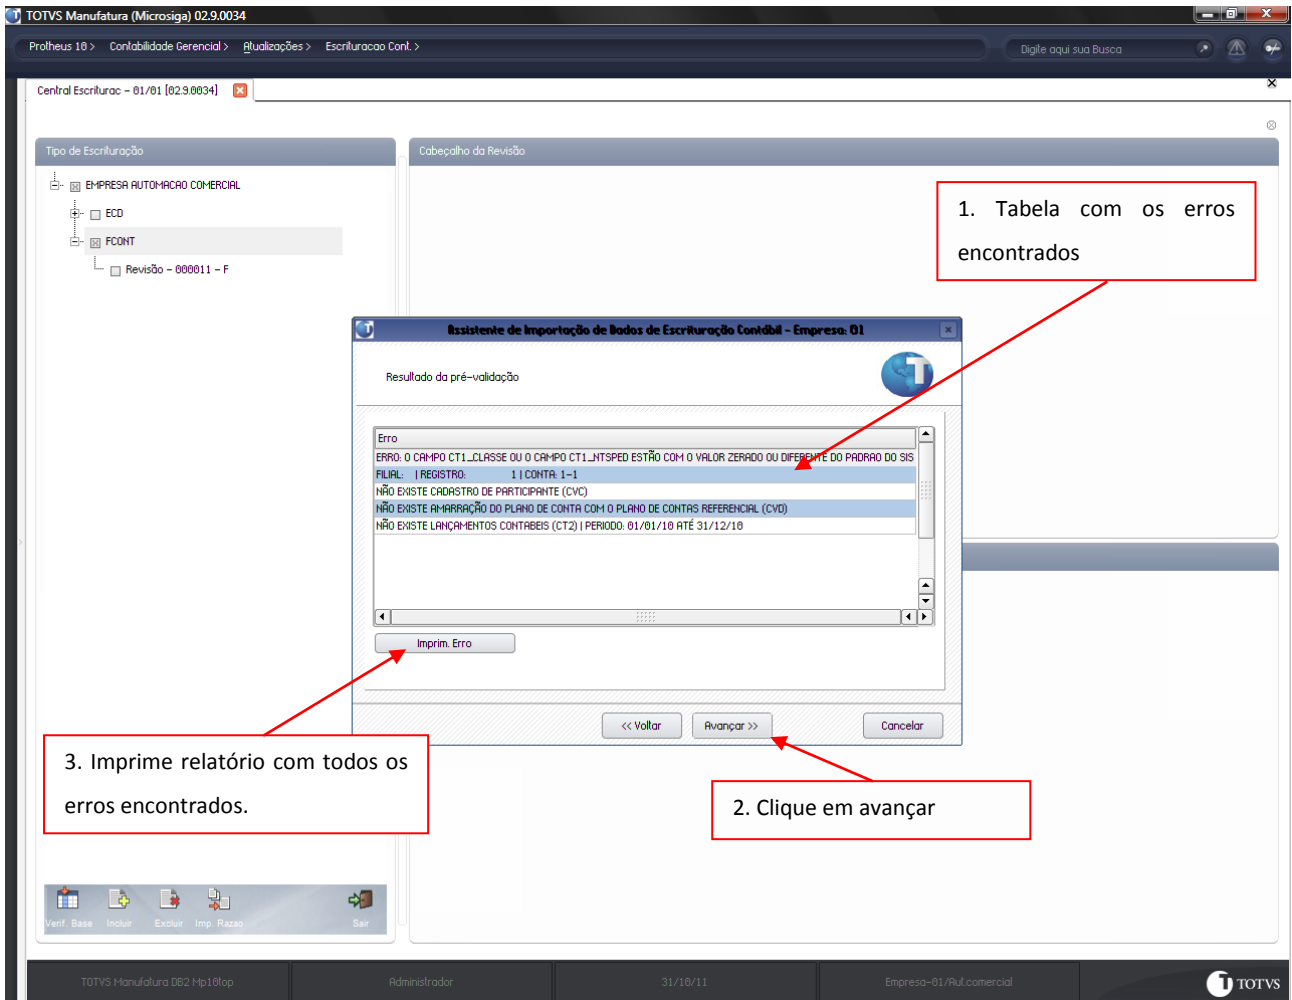 TOTVS Manufatura (Microsiga) 02.9.0034
Protheus 10 > Contabilidade Gerencial > Atualizações > Escrituracao Cont. >
Digite aqui sua Busca
Central Escriturac - 01/01 [02.9.0034]
Tipo de Escrituração
Cabeçalho da Revisão
EMPRESA AUTOMACAO COMERCIAL
ECD
FCONT
Revisão - 000011 - F
1. Tabela com os erros
encontrados
Assistente de Importação de Dados de Escrituração Contábil - Empresa: 01
Resultado da pré-validação
Erro
ERRO: O CAMPO CT1_CLASSE OU O CAMPO CT1_NTSPED ESTÃO COM O VALOR ZERADO OU DIFERENTE DO PADRAO DO SIS
FILIAL: | REGISTRO: 1 | CONTA: 1-1
NÃO EXISTE CADASTRO DE PARTICIPANTE (CVC)
NÃO EXISTE AMARRAÇÃO DO PLANO DE CONTA COM O PLANO DE CONTAS REFERENCIAL (CVD)
NÃO EXISTE LANÇAMENTOS CONTABEIS (CT2) | PERIODO: 01/01/10 ATÉ 31/12/10
Imprim. Erro
<< Voltar
Avançar >>
Cancelar
3. Imprime relatório com todos os
erros encontrados.
2. Clique em avançar
Verif. Base
Incluir
Excluir
Imp. Razao
Sair
TOTVS Manufatura DB2 Mp10top
Administrador
31/10/11
Empresa-01/Aut.comercial
TOTVS